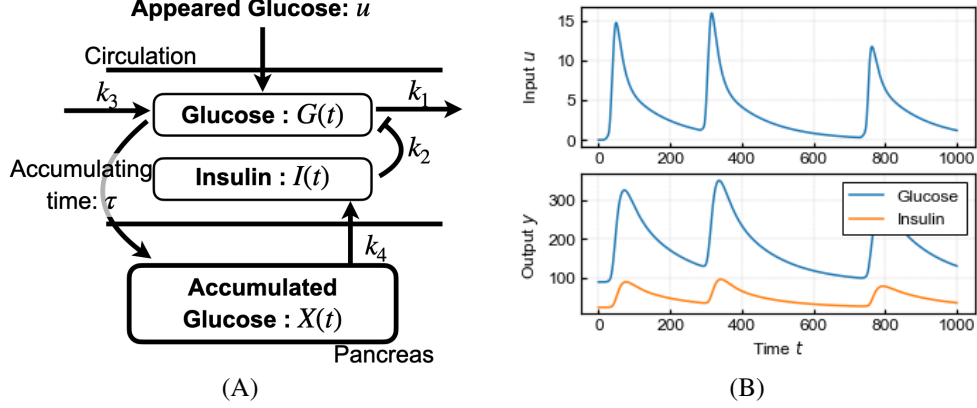 Appeared Glucose: u
Circulation
k₃
k₁
Glucose : G(t)
k₂
Accumulating
time: τ
Insulin : I(t)
k₄
Accumulated
Glucose : X(t)
Pancreas
(A)
Input u
15
10
5
0
0 200 400 600 800 1000
Output y
300
200
100
Glucose
Insulin
0 200 400 600 800 1000
Time t
(B)